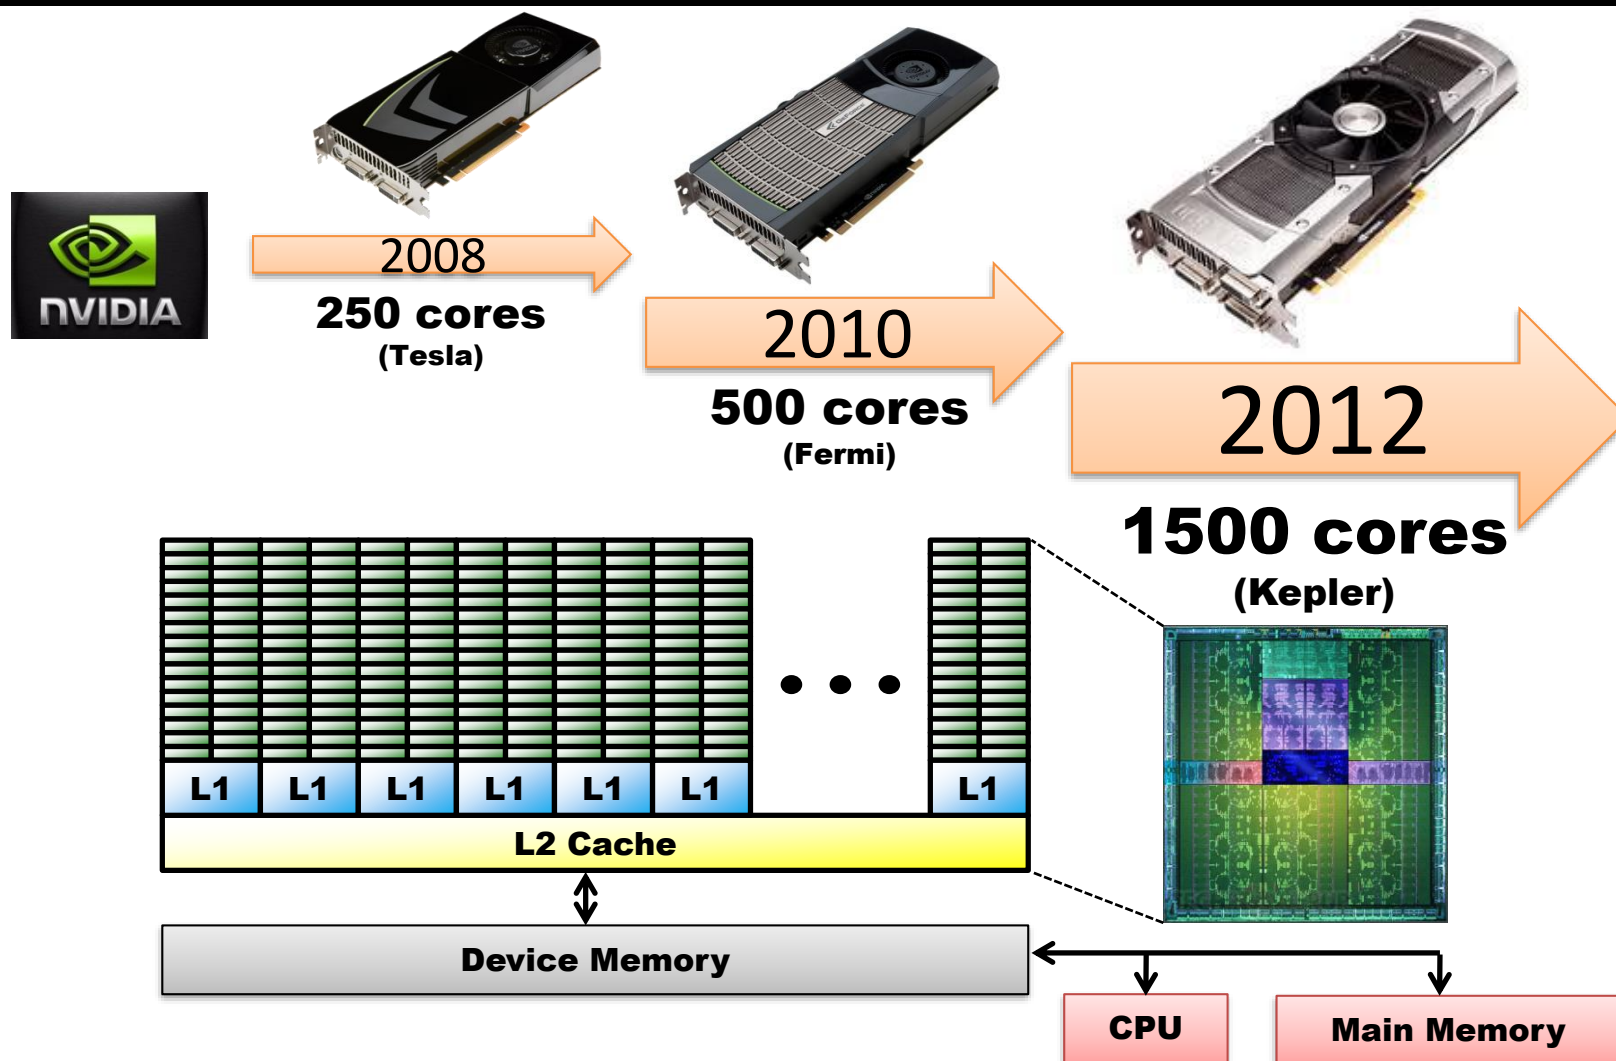 nVIDIA
2008
250 cores
(Tesla)
2010
500 cores
(Fermi)
2012
1500 cores
(Kepler)
L1 L1 L1 L1 L1 L1 L1
L2 Cache
Device Memory
CPU
Main Memory